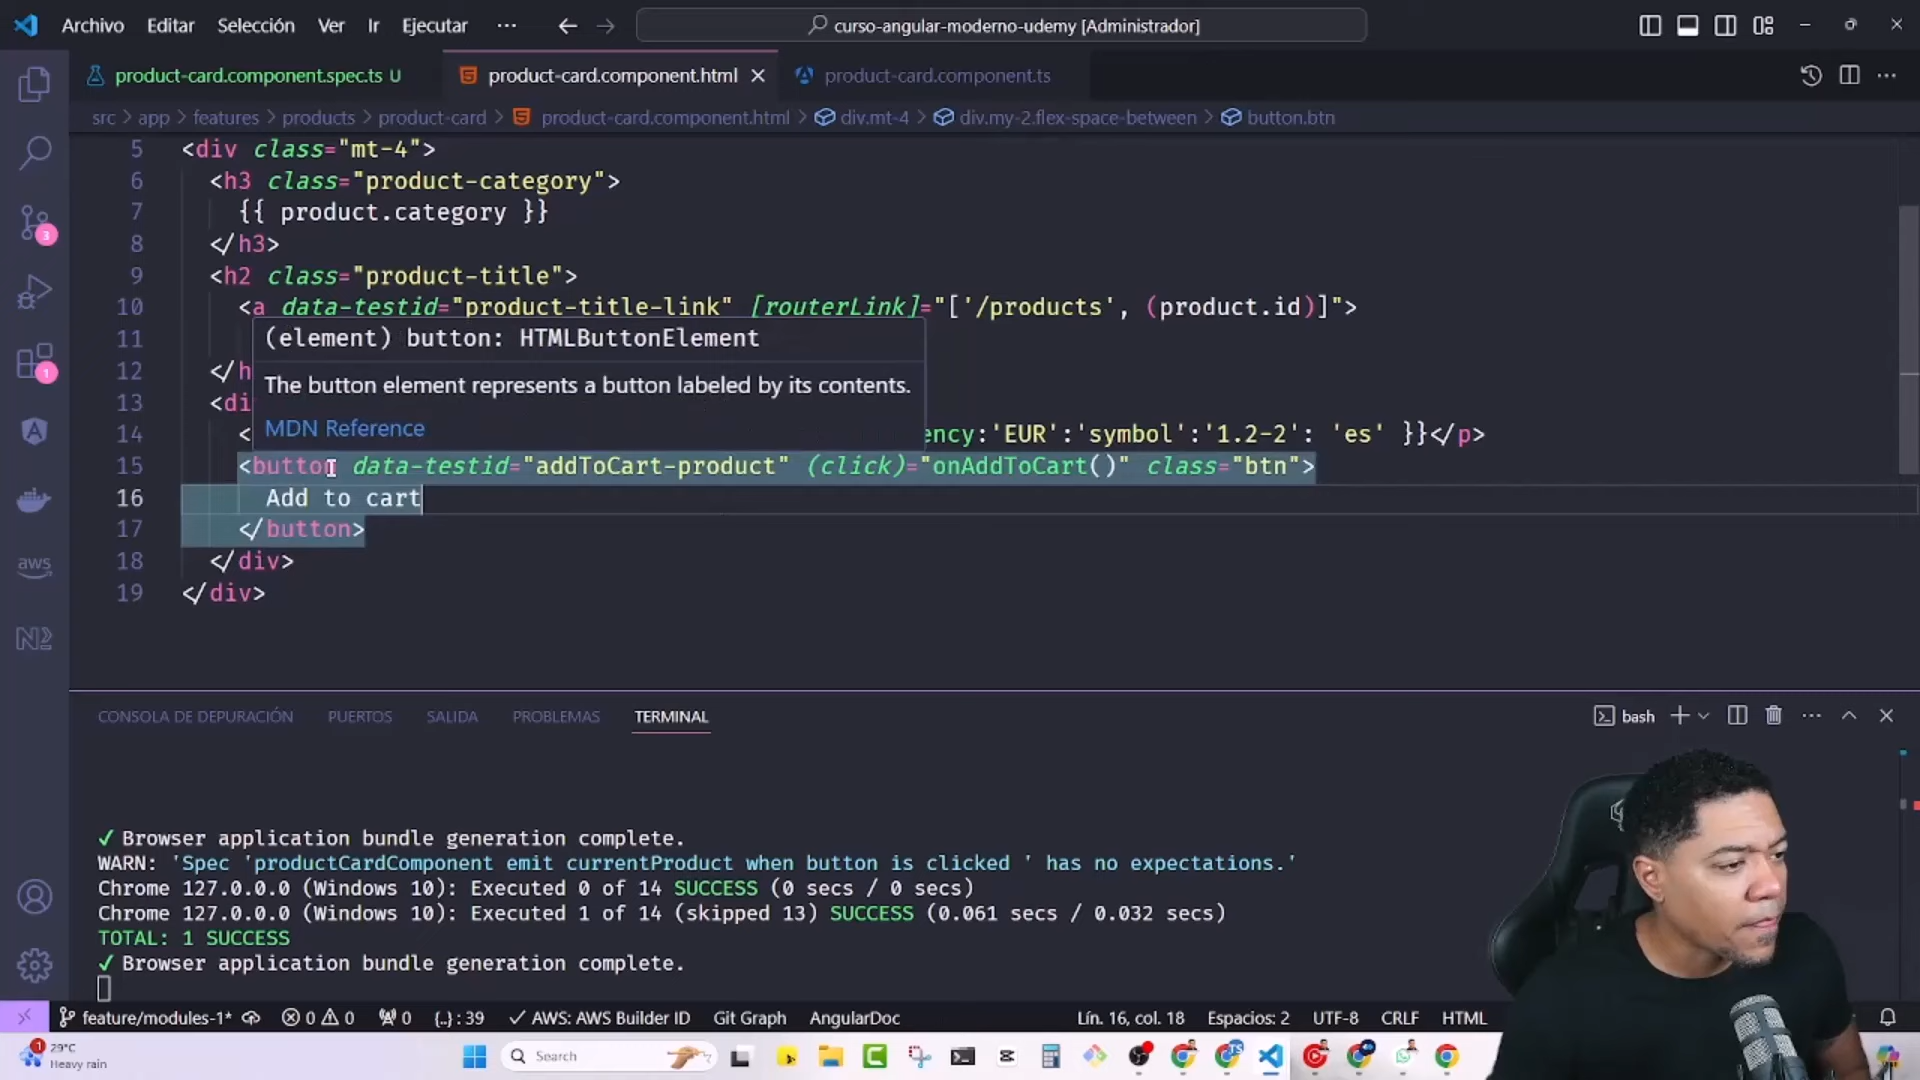 Archivo Editar Selección Ver Ir Ejecutar ··· curso-angular-moderno-udemy [Administrador]
product-card.component.spec.ts U product-card.component.html product-card.component.ts
src > app > features > products > product-card > product-card.component.html > div.mt-4 > div.my-2.flex-space-between > button.btn
5 <div class="mt-4">
6 <h3 class="product-category">
7 {{ product.category }}
8 </h3>
9 <h2 class="product-title">
10 <a data-testid="product-title-link" [routerLink]="['/products', (product.id)]">
11 (element) button: HTMLButtonElement
The button element represents a button labeled by its contents.
12 </h
13 <di
MDN Reference
14 < ency:'EUR':'symbol':'1.2-2': 'es' }}</p>
15 <button data-testid="addToCart-product" (click)="onAddToCart()" class="btn">
16 Add to cart
17 </button>
18 </div>
19 </div>
CONSOLA DE DEPURACIÓN PUERTOS SALIDA PROBLEMAS TERMINAL bash
✓ Browser application bundle generation complete.
WARN: 'Spec 'productCardComponent emit currentProduct when button is clicked ' has no expectations.'
Chrome 127.0.0.0 (Windows 10): Executed 0 of 14 SUCCESS (0 secs / 0 secs)
Chrome 127.0.0.0 (Windows 10): Executed 1 of 14 (skipped 13) SUCCESS (0.061 secs / 0.032 secs)
TOTAL: 1 SUCCESS
✓ Browser application bundle generation complete.
feature/modules-1* 0 0 0 {..}: 39 ✓ AWS: AWS Builder ID Git Graph AngularDoc Lín. 16, col. 18 Espacios: 2 UTF-8 CRLF HTML
29°C
Heavy rain
Search
3
1
aws
1